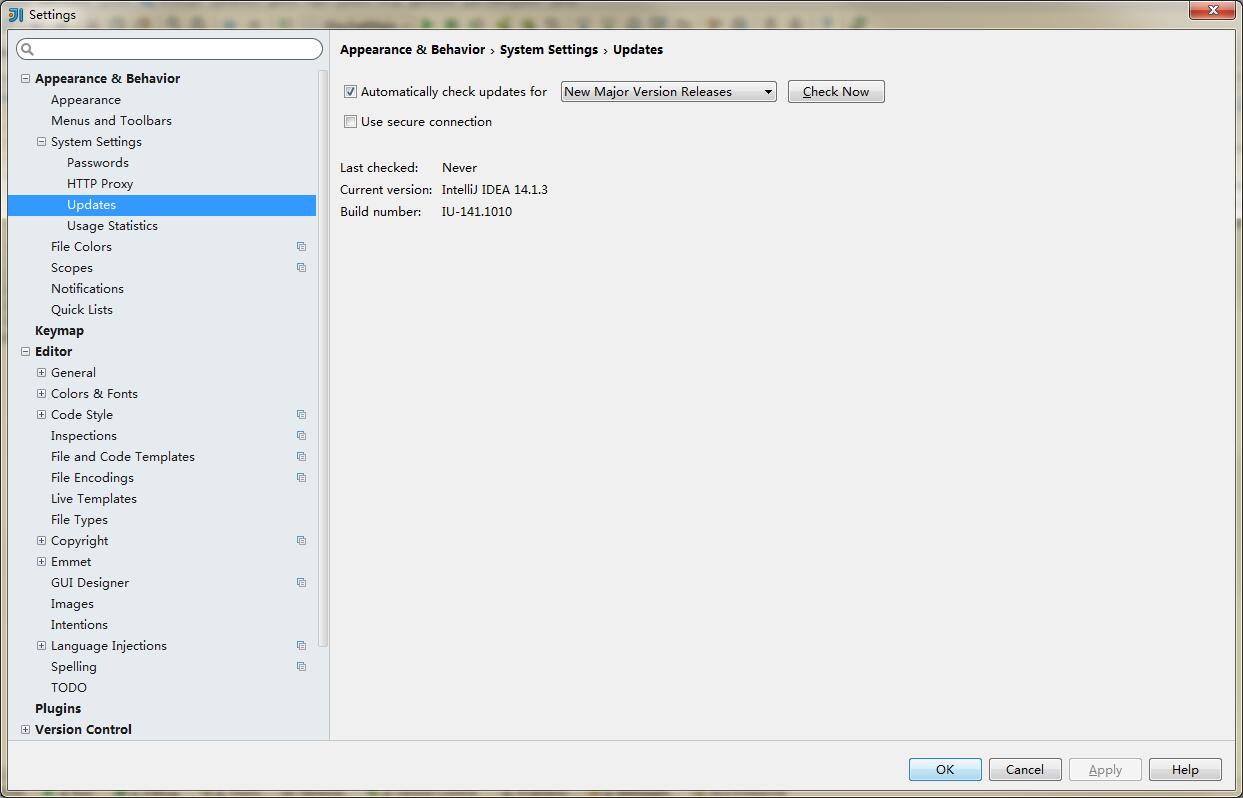 Settings
Appearance & Behavior
Appearance
Menus and Toolbars
System Settings
Passwords
HTTP Proxy
Updates
Usage Statistics
File Colors
Scopes
Notifications
Quick Lists
Keymap
Editor
General
Colors & Fonts
Code Style
Inspections
File and Code Templates
File Encodings
Live Templates
File Types
Copyright
Emmet
GUI Designer
Images
Intentions
Language Injections
Spelling
TODO
Plugins
Version Control
Appearance & Behavior › System Settings › Updates
Automatically check updates for New Major Version Releases Check Now
Use secure connection
Last checked: Never
Current version: IntelliJ IDEA 14.1.3
Build number: IU-141.1010
OK Cancel Apply Help